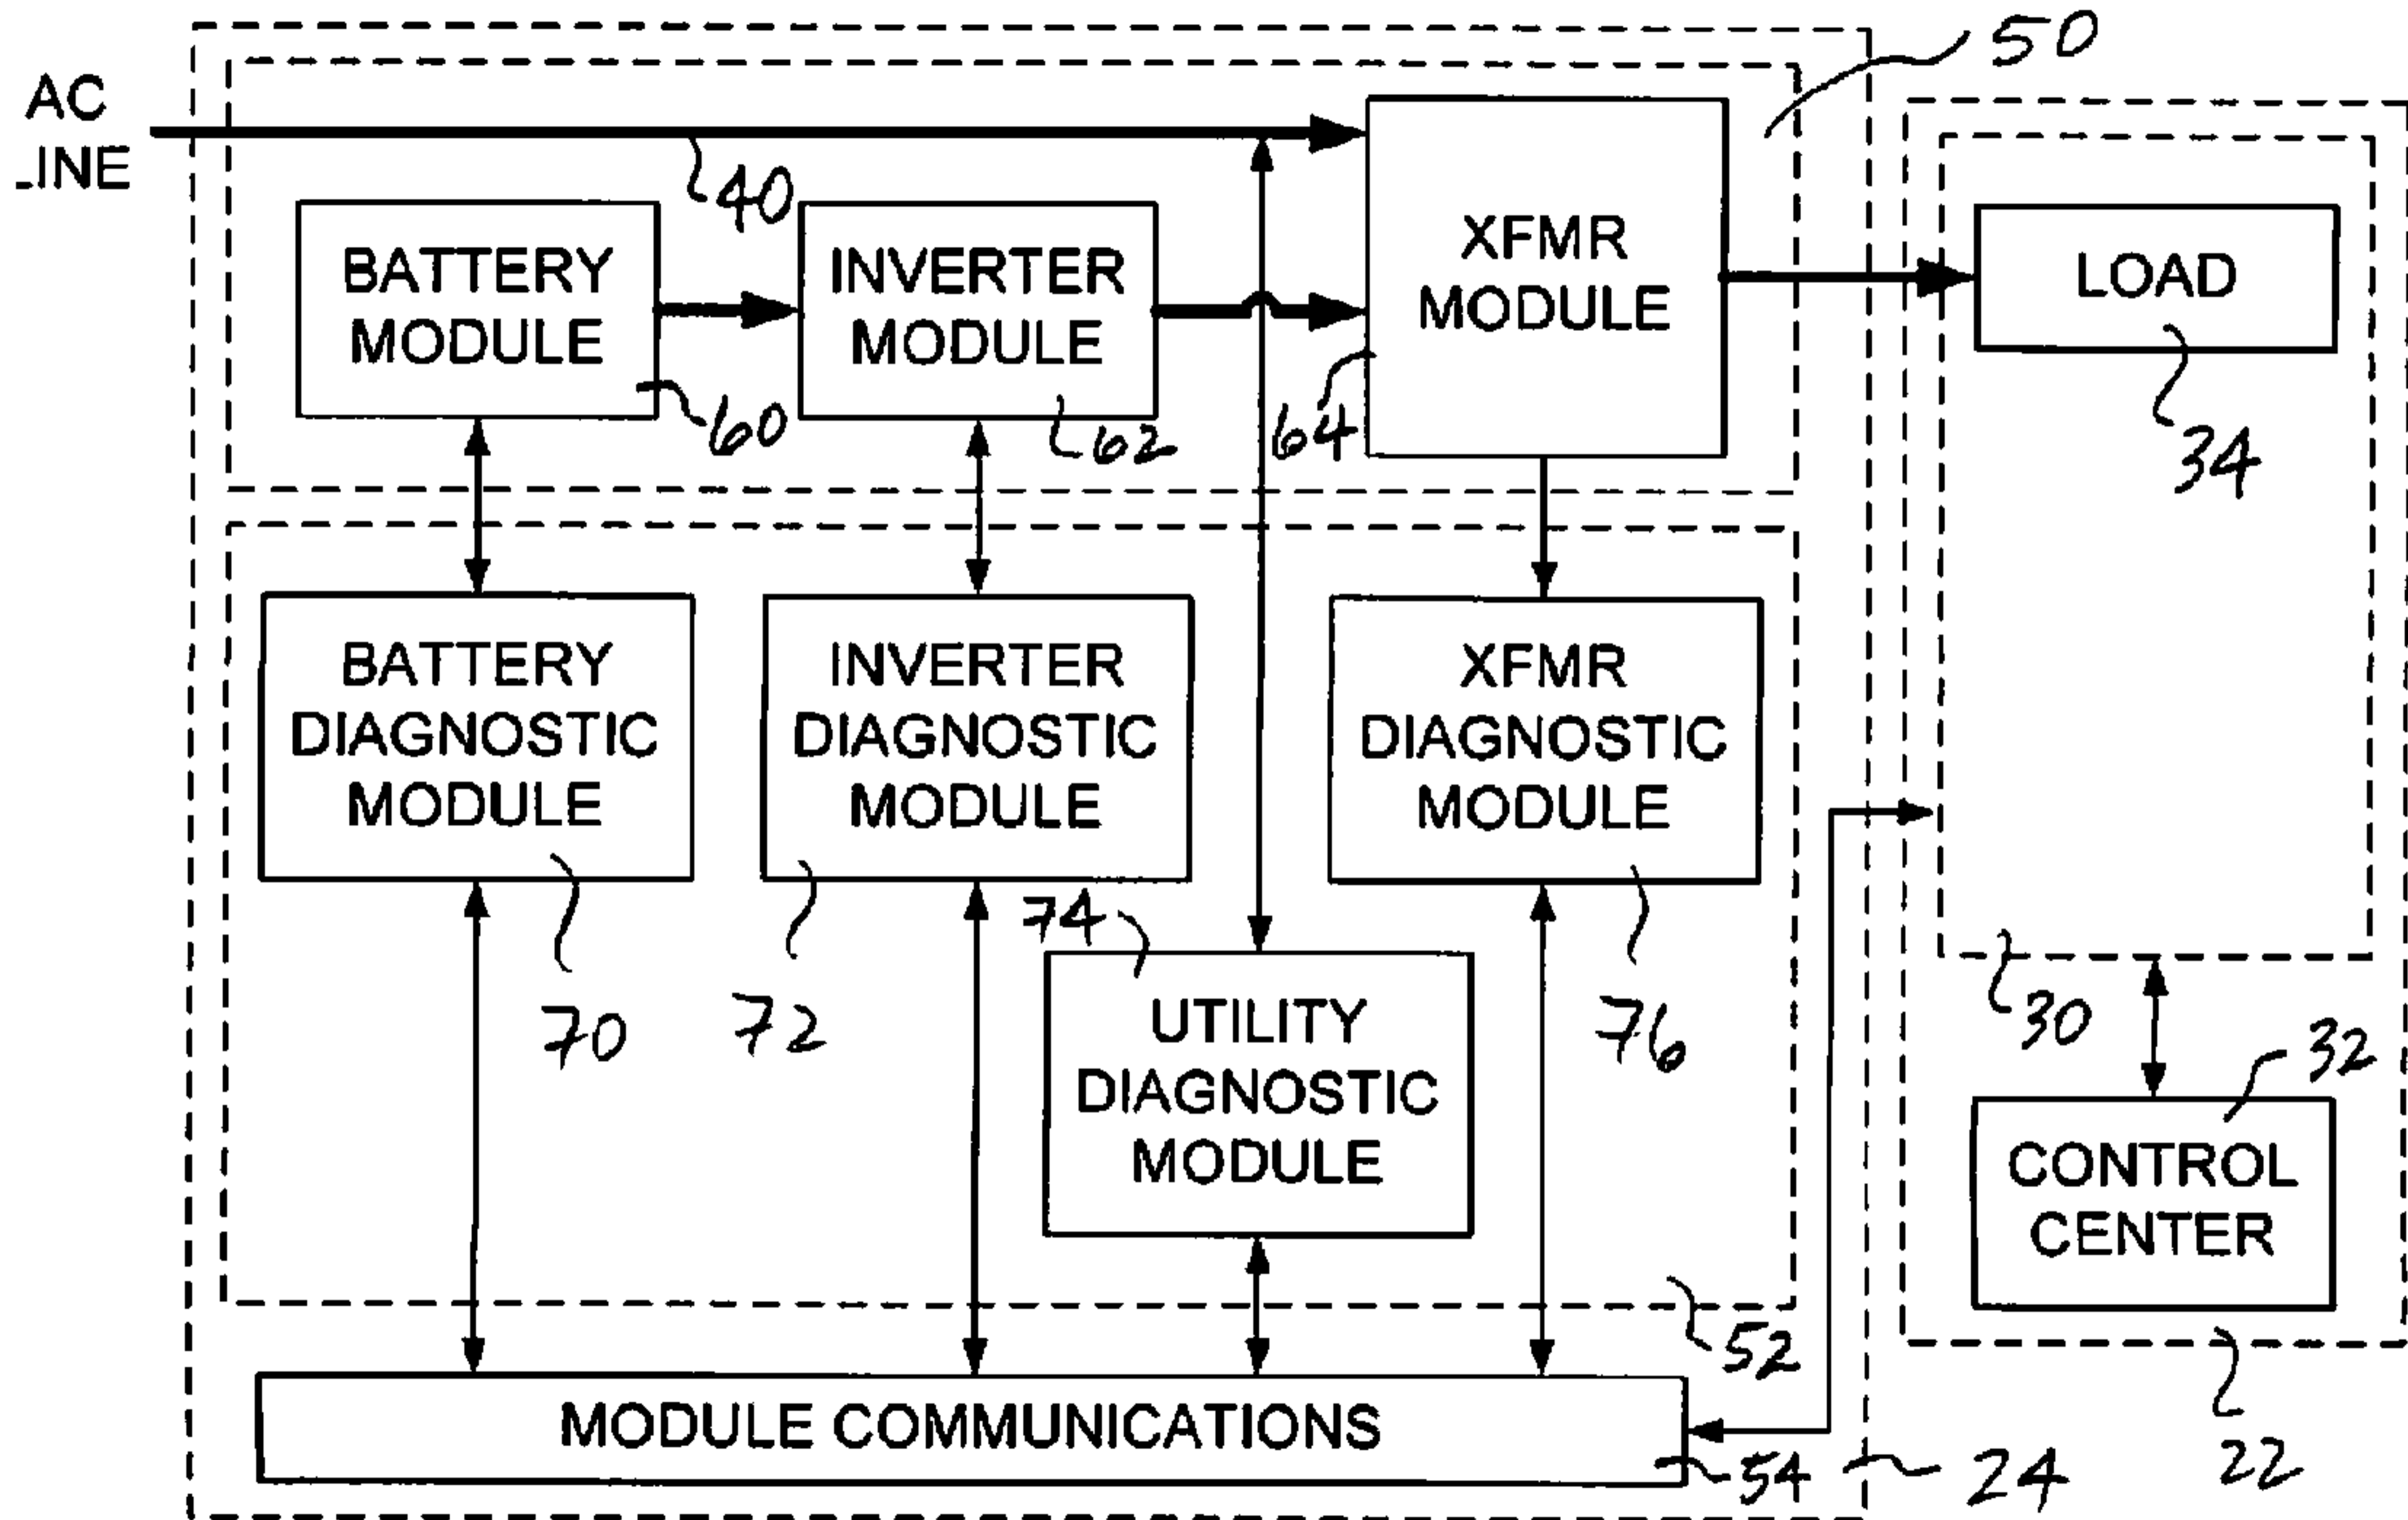 50
AC
-INE
40
BATTERY
MODULE
60
INVERTER
MODULE
62
XFMR
MODULE
64
LOAD
34
BATTERY
DIAGNOSTIC
MODULE
70
INVERTER
DIAGNOSTIC
MODULE
72
XFMR
DIAGNOSTIC
MODULE
76
74
UTILITY
DIAGNOSTIC
MODULE
30
32
CONTROL
CENTER
52
22
MODULE COMMUNICATIONS
54
24